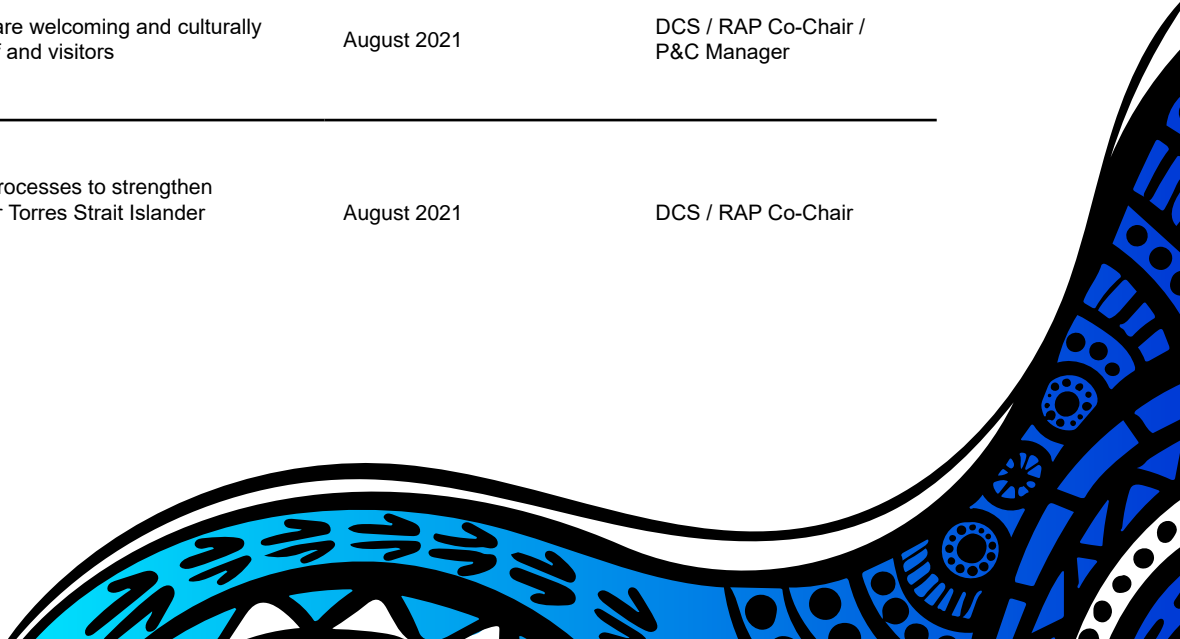 are welcoming and culturally
and visitors
August 2021
DCS / RAP Co-Chair /
P&C Manager
processes to strengthen
Torres Strait Islander
August 2021
DCS / RAP Co-Chair